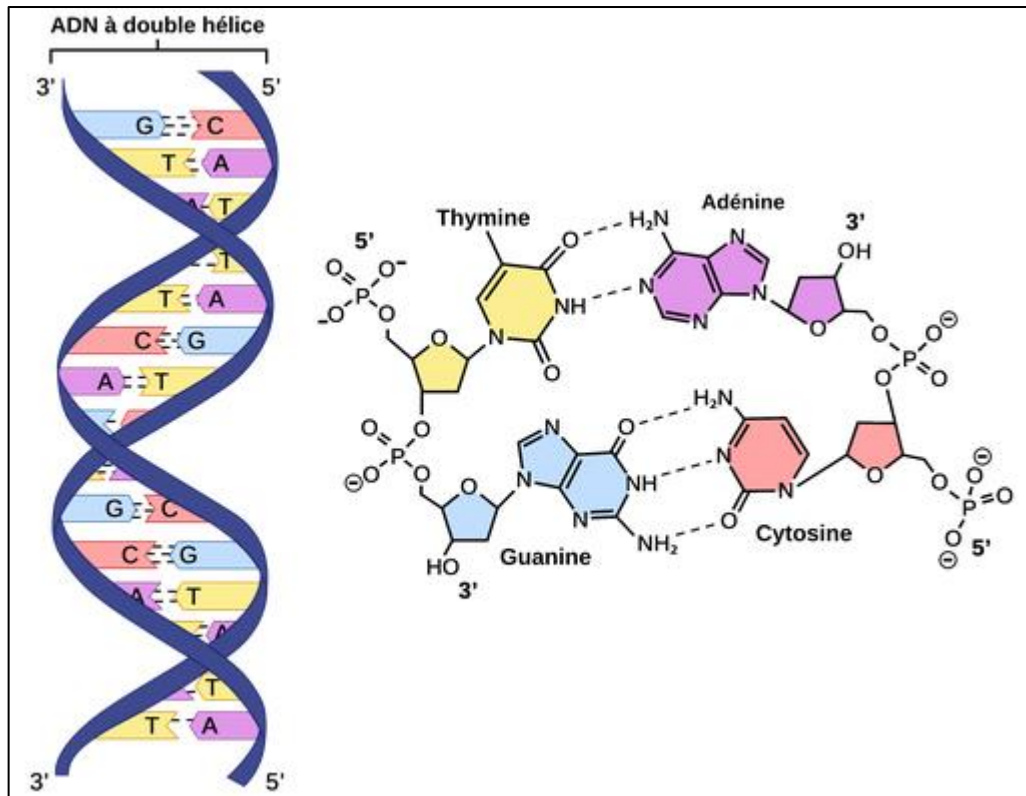 ADN à double hélice
3' 5'
G C
T A
A T
T
T A
C G
A T
G C
C G
A T
A
T
T A
3' 5'
Thymine
Adénine
5'
3'
H₂N
O
N
OH
O
O⁻
P
⁻O
O
NH
N
N
N
O
N
O
O
O
O
P
O
⊖
O
H₂N
O
O
P
O
⊖O
O
N
O
N
NH
N
N
O
N
NH₂
O
N
Cytosine
O
O
P
O
⊖
O
⊖
5'
Guanine
HO
3'